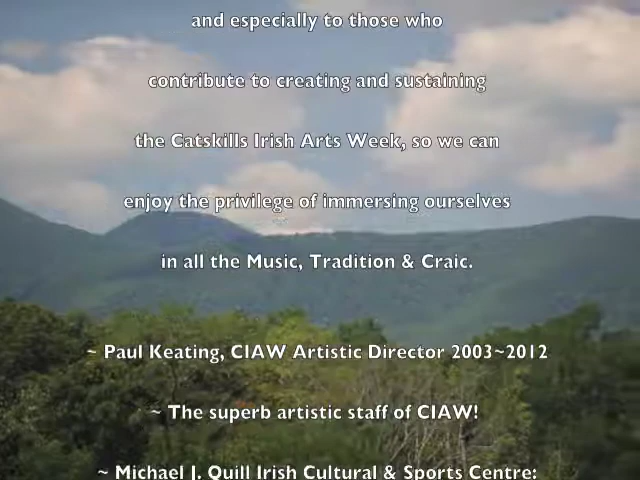 and especially to those who
contribute to creating and sustaining
the Catskills Irish Arts Week, so we can
enjoy the privilege of immersing ourselves
in all the Music, Tradition & Craic.
~ Paul Keating, CIAW Artistic Director 2003~2012
~ The superb artistic staff of CIAW!
~ Michael J. Quill Irish Cultural & Sports Centre: